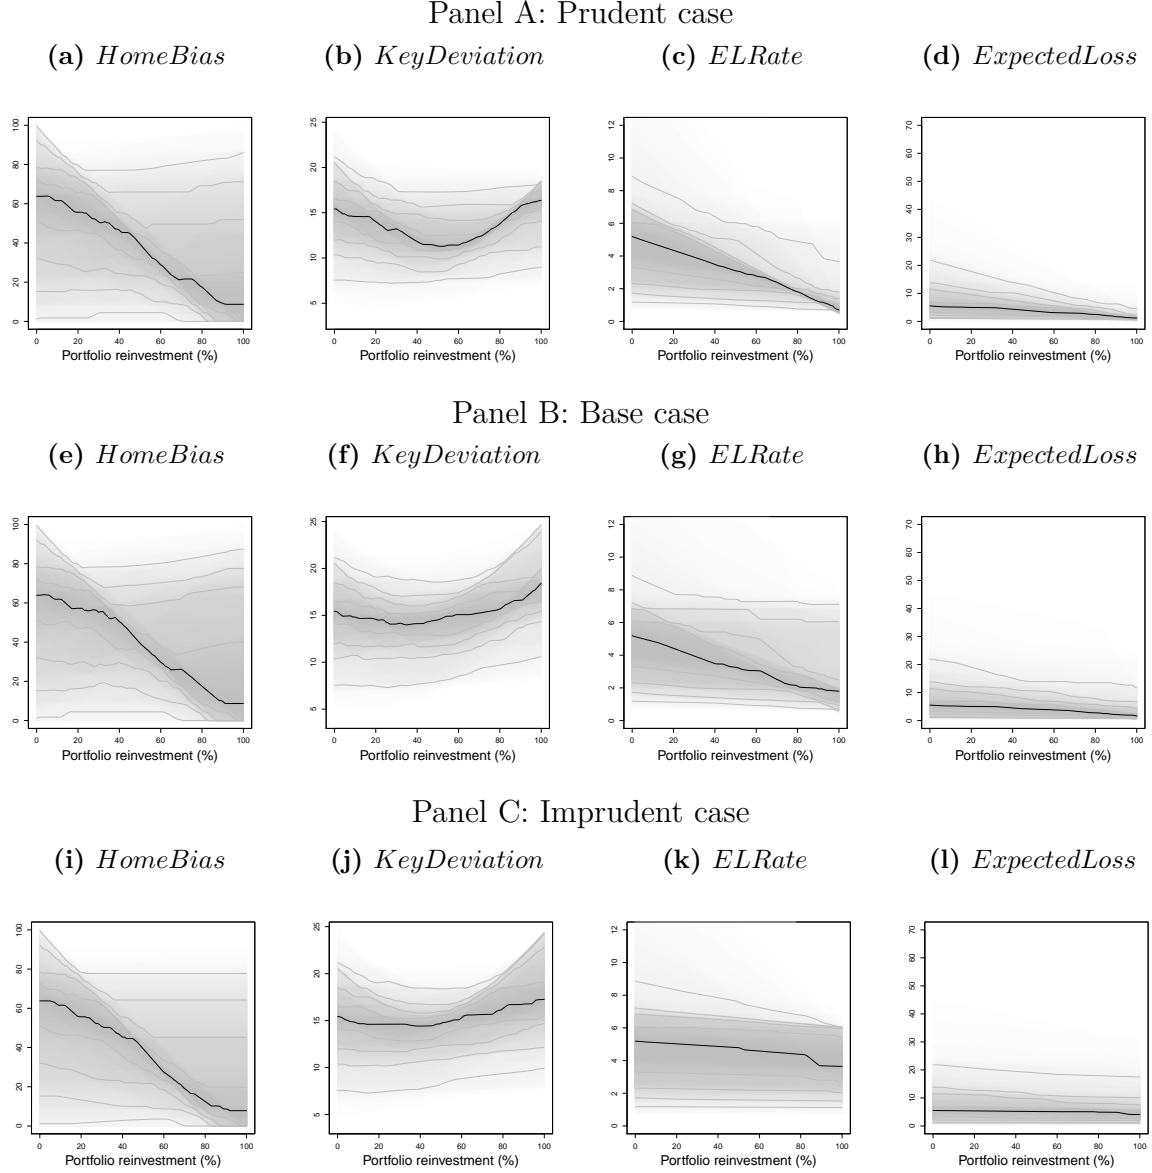 Panel A: Prudent case
(a) HomeBias (b) KeyDeviation (c) ELRate (d) ExpectedLoss
100 25 12 70
80 20 10 60
60 15 8 50
40 10 6 40
20 5 4 30
0 2 20
0 10
0
0 20 40 60 80 100 0 20 40 60 80 100 0 20 40 60 80 100 0 20 40 60 80 100
Portfolio reinvestment (%) Portfolio reinvestment (%) Portfolio reinvestment (%) Portfolio reinvestment (%)
Panel B: Base case
(e) HomeBias (f) KeyDeviation (g) ELRate (h) ExpectedLoss
100 25 12 70
80 20 10 60
60 15 8 50
40 10 6 40
20 5 4 30
0 2 20
0 10
0
0 20 40 60 80 100 0 20 40 60 80 100 0 20 40 60 80 100 0 20 40 60 80 100
Portfolio reinvestment (%) Portfolio reinvestment (%) Portfolio reinvestment (%) Portfolio reinvestment (%)
Panel C: Imprudent case
(i) HomeBias (j) KeyDeviation (k) ELRate (l) ExpectedLoss
100 25 12 70
80 20 10 60
60 15 8 50
40 10 6 40
20 5 4 30
0 2 20
0 10
0
0 20 40 60 80 100 0 20 40 60 80 100 0 20 40 60 80 100 0 20 40 60 80 100
Portfolio reinvestment (%) Portfolio reinvestment (%) Portfolio reinvestment (%) Portfolio reinvestment (%)